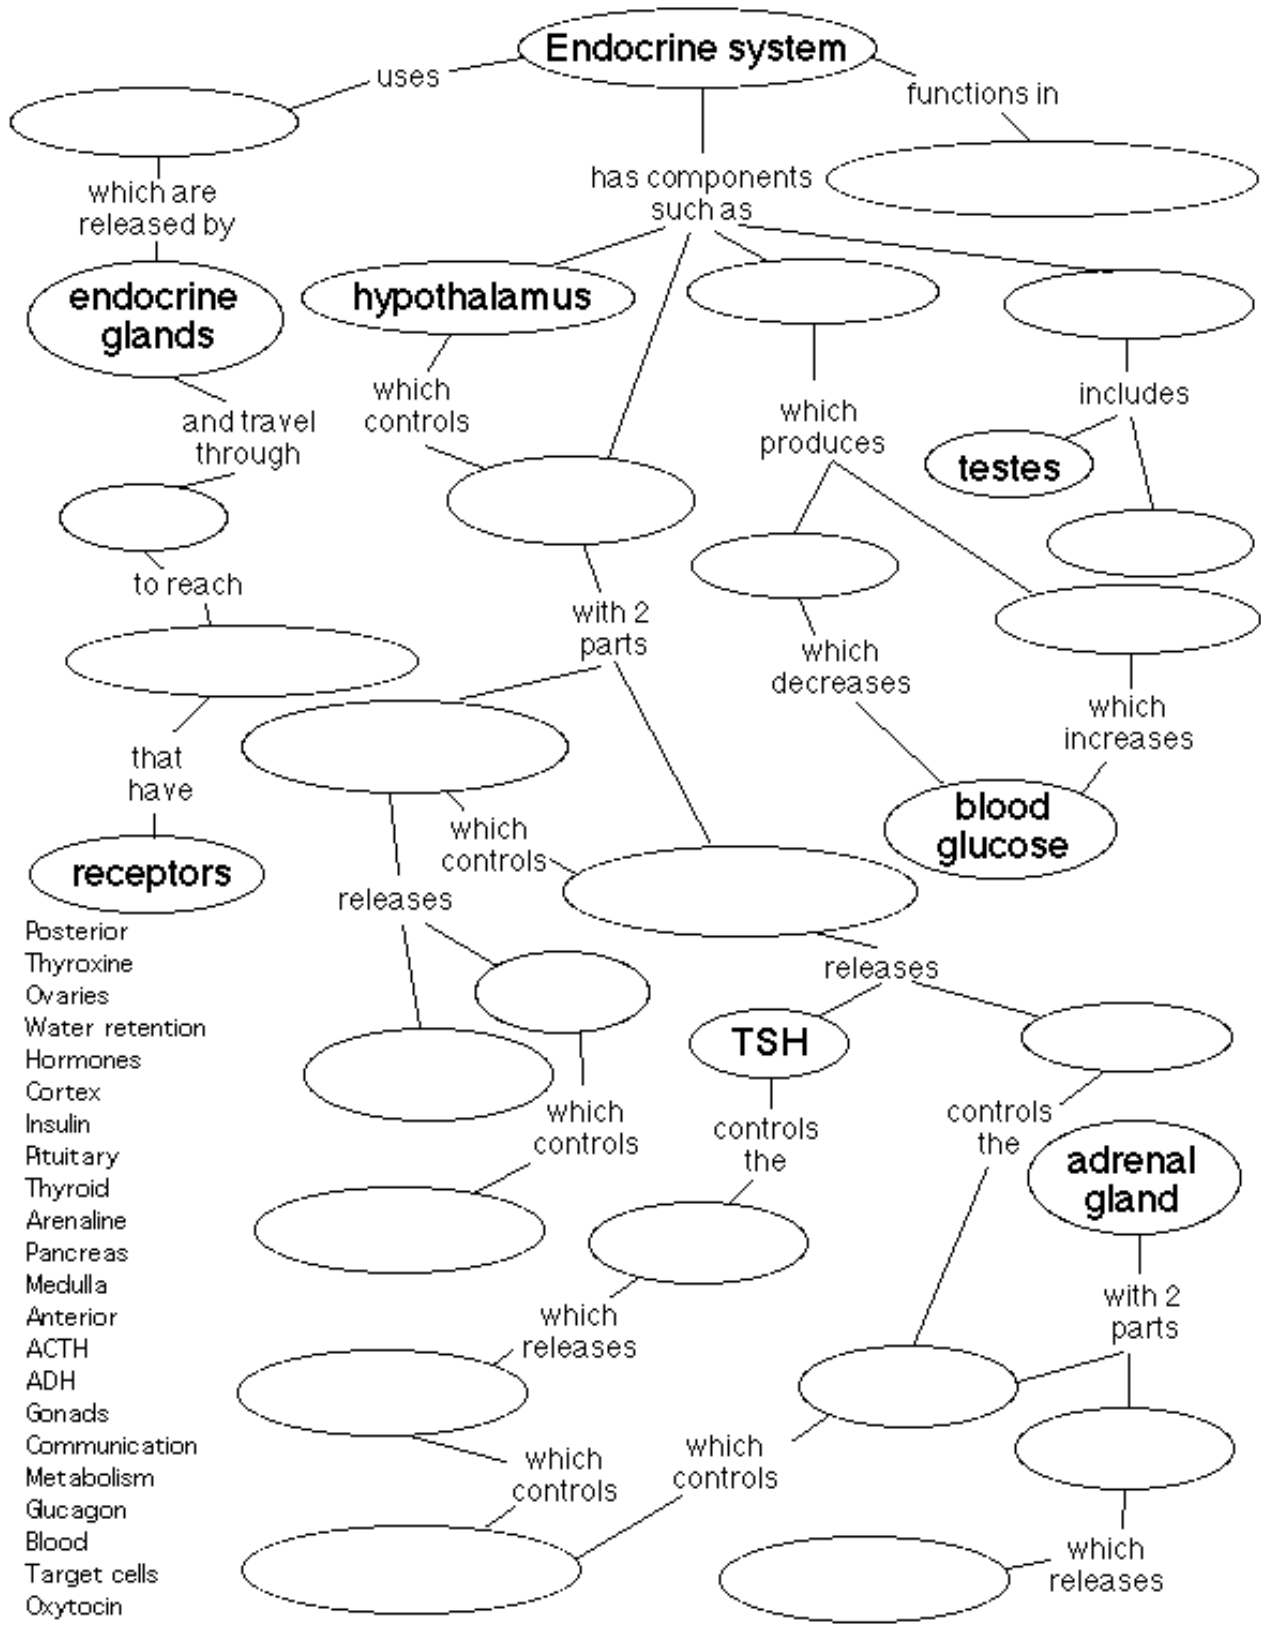 Endocrine system
uses
functions in
has components
such as
which are
released by
endocrine
glands
hypothalamus
which
controls
and travel
through
which
produces
includes
testes
to reach
with 2
parts
which
decreases
which
increases
that
have
blood
glucose
which
controls
receptors
releases
releases
TSH
which
controls
controls
the
controls
the
adrenal
gland
with 2
parts
which
releases
which
controls
which
controls
which
releases
Posterior
Thyroxine
Ovaries
Water retention
Hormones
Cortex
Insulin
Pituitary
Thyroid
Arenaline
Pancreas
Medulla
Anterior
ACTH
ADH
Gonads
Communication
Metabolism
Glucagon
Blood
Target cells
Oxytocin